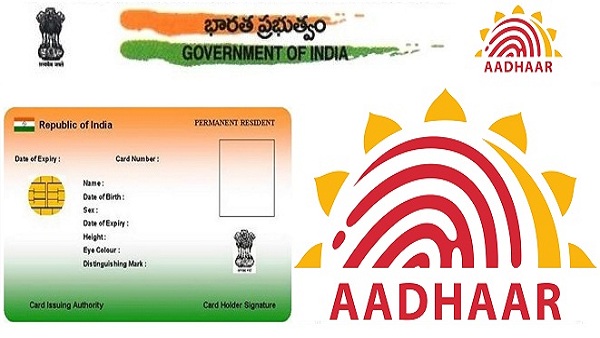 భారత ప్రభుత్వం
GOVERNMENT OF INDIA
AADHAAR
Republic of India
PERMANENT RESIDENT
Date of Expiry :
Card Number :
Name :
Date of Birth :
Sex :
Date of Expiry :
Height :
Eye Colour :
Distinguishing Mark :
Card Issuing Authority
Card Holder Signature
AADHAAR